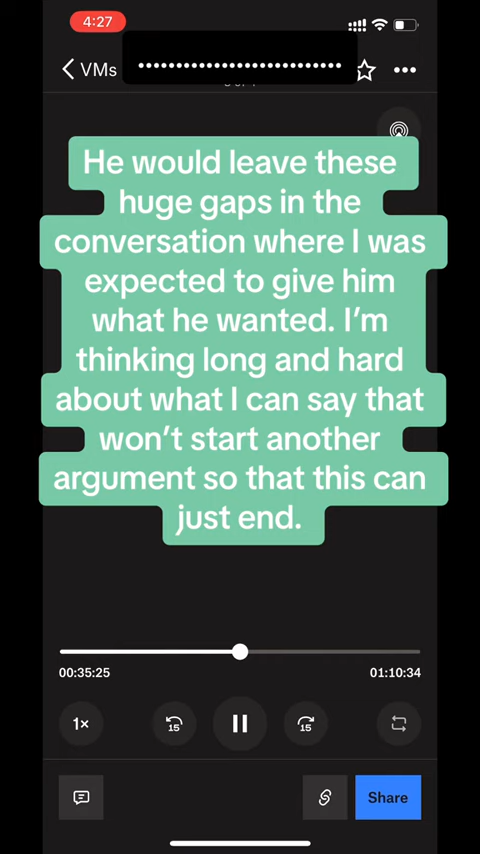 4:27
VMs
He would leave these
huge gaps in the
conversation where I was
expected to give him
what he wanted. I’m
thinking long and hard
about what I can say that
won’t start another
argument so that this can
just end.
00:35:25
01:10:34
1×
15
15
Share